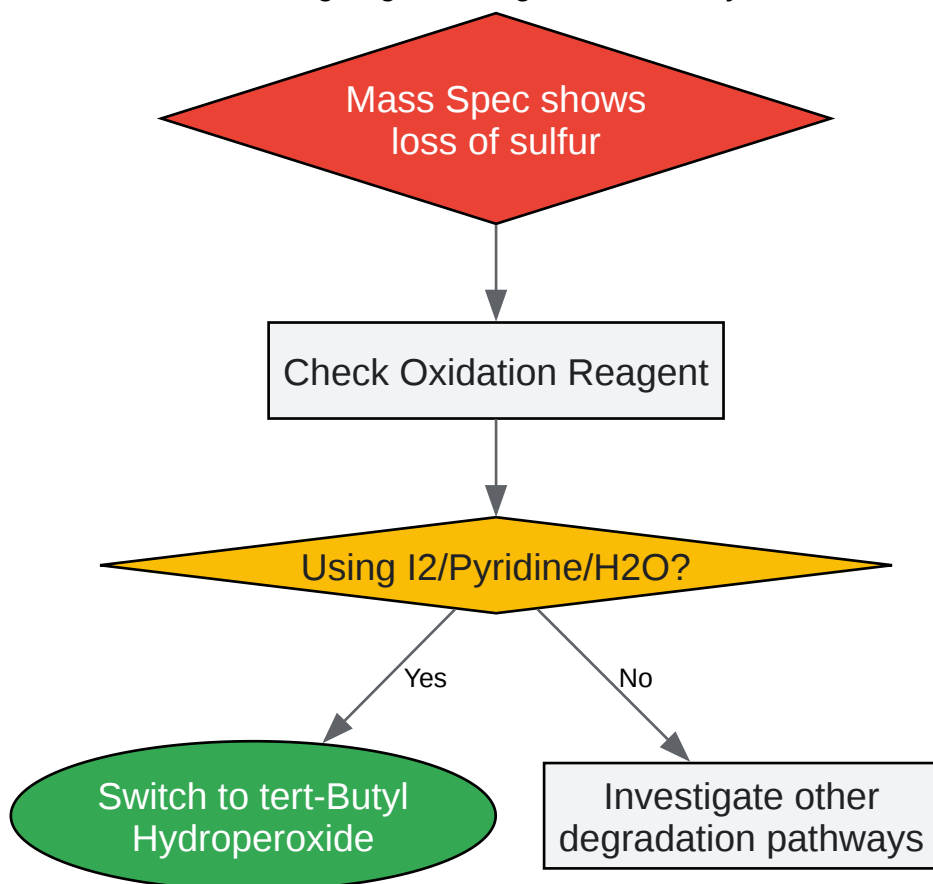 Mass Spec shows
loss of sulfur
Check Oxidation Reagent
Using I2/Pyridine/H2O?
Yes
No
Switch to tert-Butyl
Hydroperoxide
Investigate other
degradation pathways